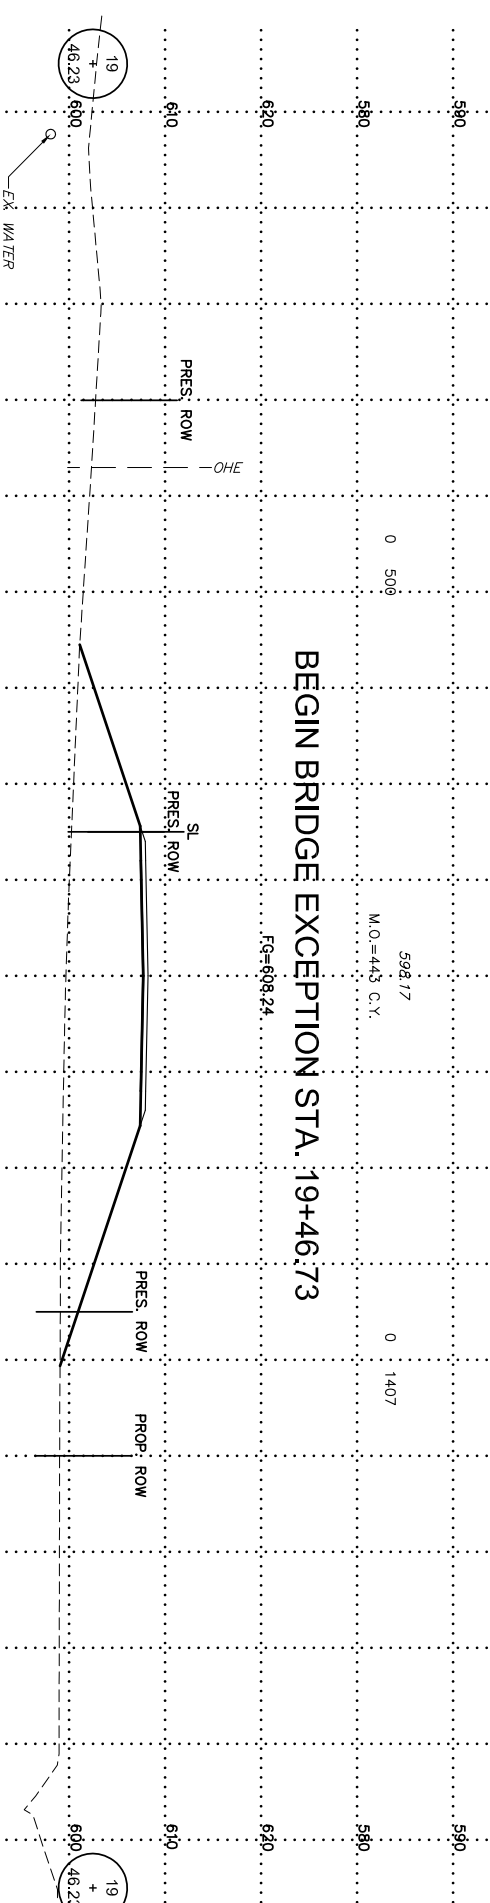 590 590
598.17
0 500 0 1407
M.O.=443 C.Y.
580 580
BEGIN BRIDGE EXCEPTION STA. 19+46.73
FG=608.24
620 620
OHE
SL
PRES. ROW
PRES. ROW
610 610
PRES. ROW
PROP ROW
19
+
46.23
19
+
46.23
600 600
EX. WATER